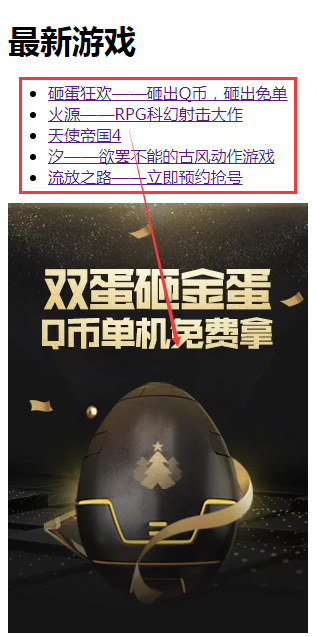 最新游戏
砸蛋狂欢——砸出Q币，砸出免单
火源——RPG科幻射击大作
天使帝国4
汐——欲罢不能的古风动作游戏
流放之路——立即预约抢号
双蛋砸金蛋
Q币单机免费拿